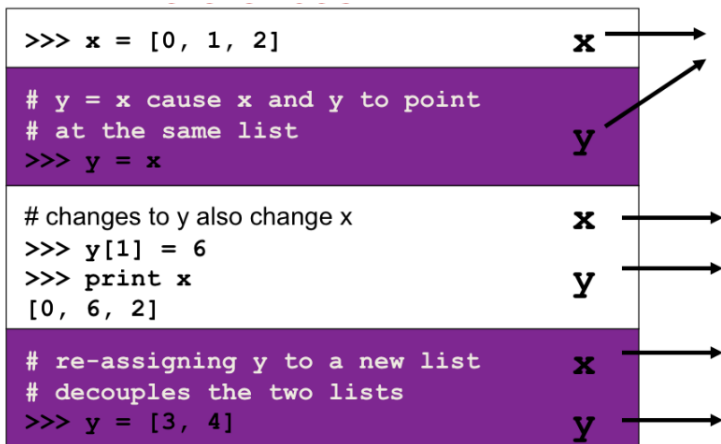 >>> x = [0, 1, 2] x
# y = x cause x and y to point
# at the same list
y
>>> y = x
# changes to y also change x x
>>> y[1] = 6
>>> print x y
[0, 6, 2]
# re-assigning y to a new list x
# decouples the two lists
>>> y = [3, 4] y